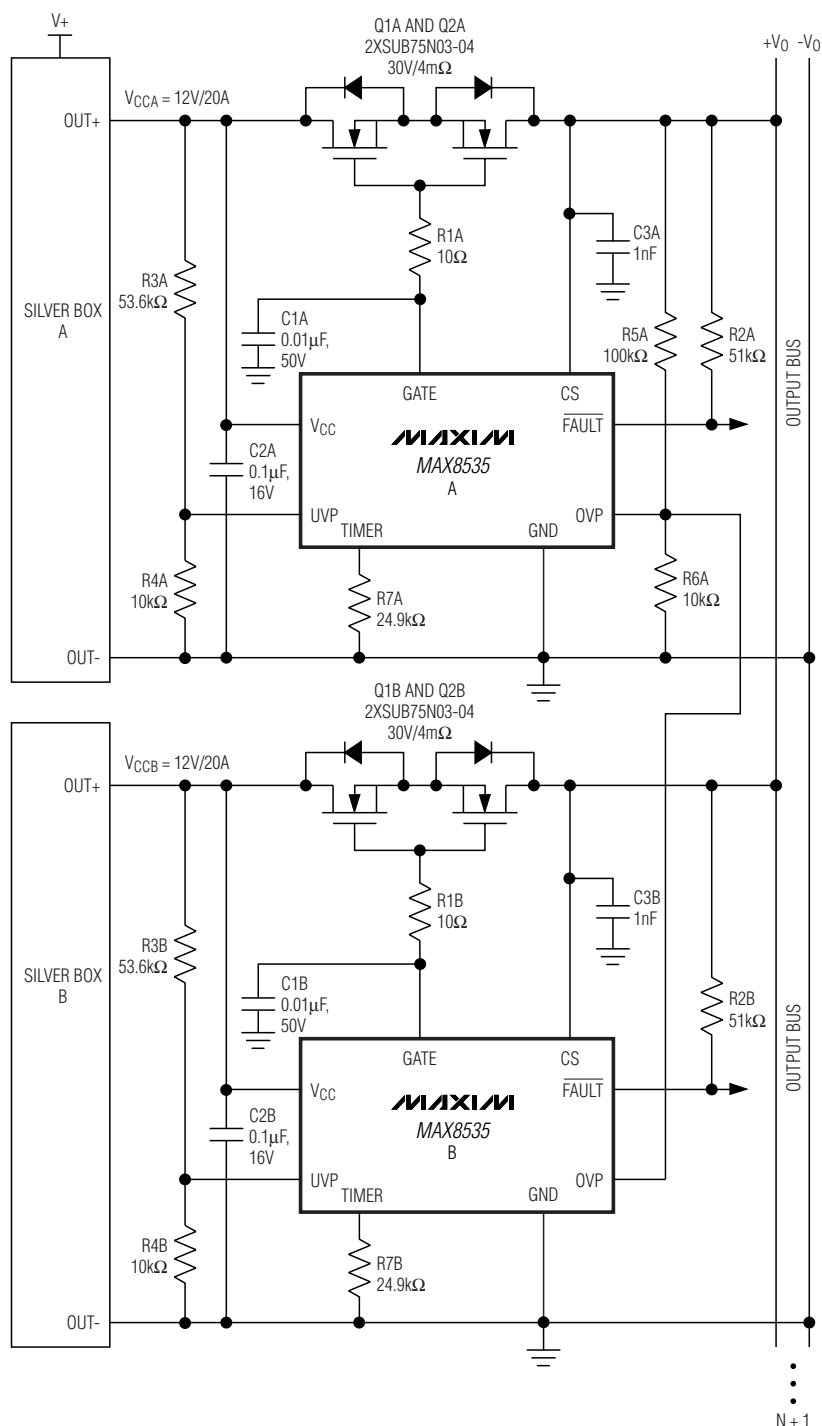 V+
Q1A AND Q2A
2XSUB75N03-04
30V/4mΩ
+VO -VO
VCCA = 12V/20A
OUT+
R1A
10Ω
C3A
1nF
R3A
53.6kΩ
SILVER BOX
A
C1A
0.01µF,
50V
R5A
100kΩ
R2A
51kΩ
OUTPUT BUS
GATE
CS
VCC
MAXIM
MAX8535
A
FAULT
C2A
0.1µF,
16V
UVP
TIMER
GND
OVP
R4A
10kΩ
R7A
24.9kΩ
R6A
10kΩ
OUT-
Q1B AND Q2B
2XSUB75N03-04
30V/4mΩ
VCCB = 12V/20A
OUT+
R1B
10Ω
C3B
1nF
R3B
53.6kΩ
SILVER BOX
B
C1B
0.01µF,
50V
R2B
51kΩ
OUTPUT BUS
GATE
CS
VCC
MAXIM
MAX8535
B
FAULT
C2B
0.1µF,
16V
UVP
TIMER
GND
OVP
R4B
10kΩ
R7B
24.9kΩ
OUT-
N + 1